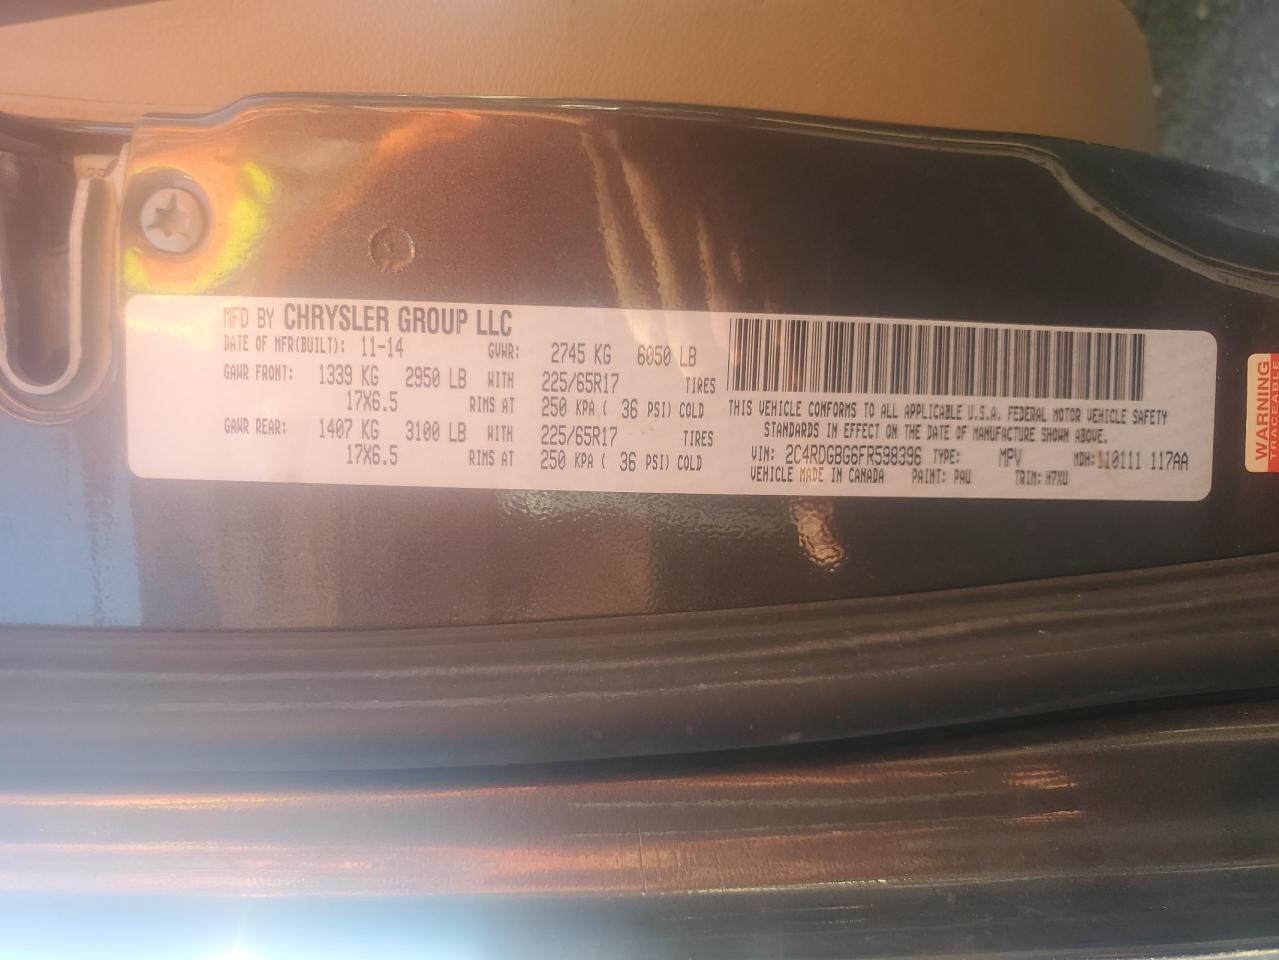 MFD BY CHRYSLER GROUP LLC
DATE OF MFR(BUILT): 11-14 GVWR: 2745 KG 6050 LB
GAWR FRONT: 1339 KG 2950 LB WITH 225/65R17 TIRES
17X6.5 RIMS AT 250 KPA ( 36 PSI) COLD
GAWR REAR: 1407 KG 3100 LB WITH 225/65R17 TIRES
17X6.5 RIMS AT 250 KPA ( 36 PSI) COLD
THIS VEHICLE CONFORMS TO ALL APPLICABLE U.S.A. FEDERAL MOTOR VEHICLE SAFETY
STANDARDS IN EFFECT ON THE DATE OF MANUFACTURE SHOWN ABOVE.
VIN: 2C4RDGBG6FR598396 TYPE: MPV MDH: 110111 117AA
VEHICLE MADE IN CANADA PAINT: PAU TRIM: H7XU
WARNING
TRACEABLE